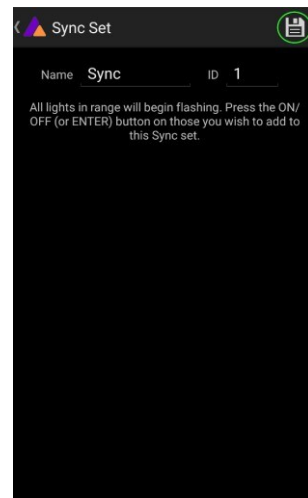 Sync Set
Name Sync ID 1
All lights in range will begin flashing. Press the ON/
OFF (or ENTER) button on those you wish to add to
this Sync set.